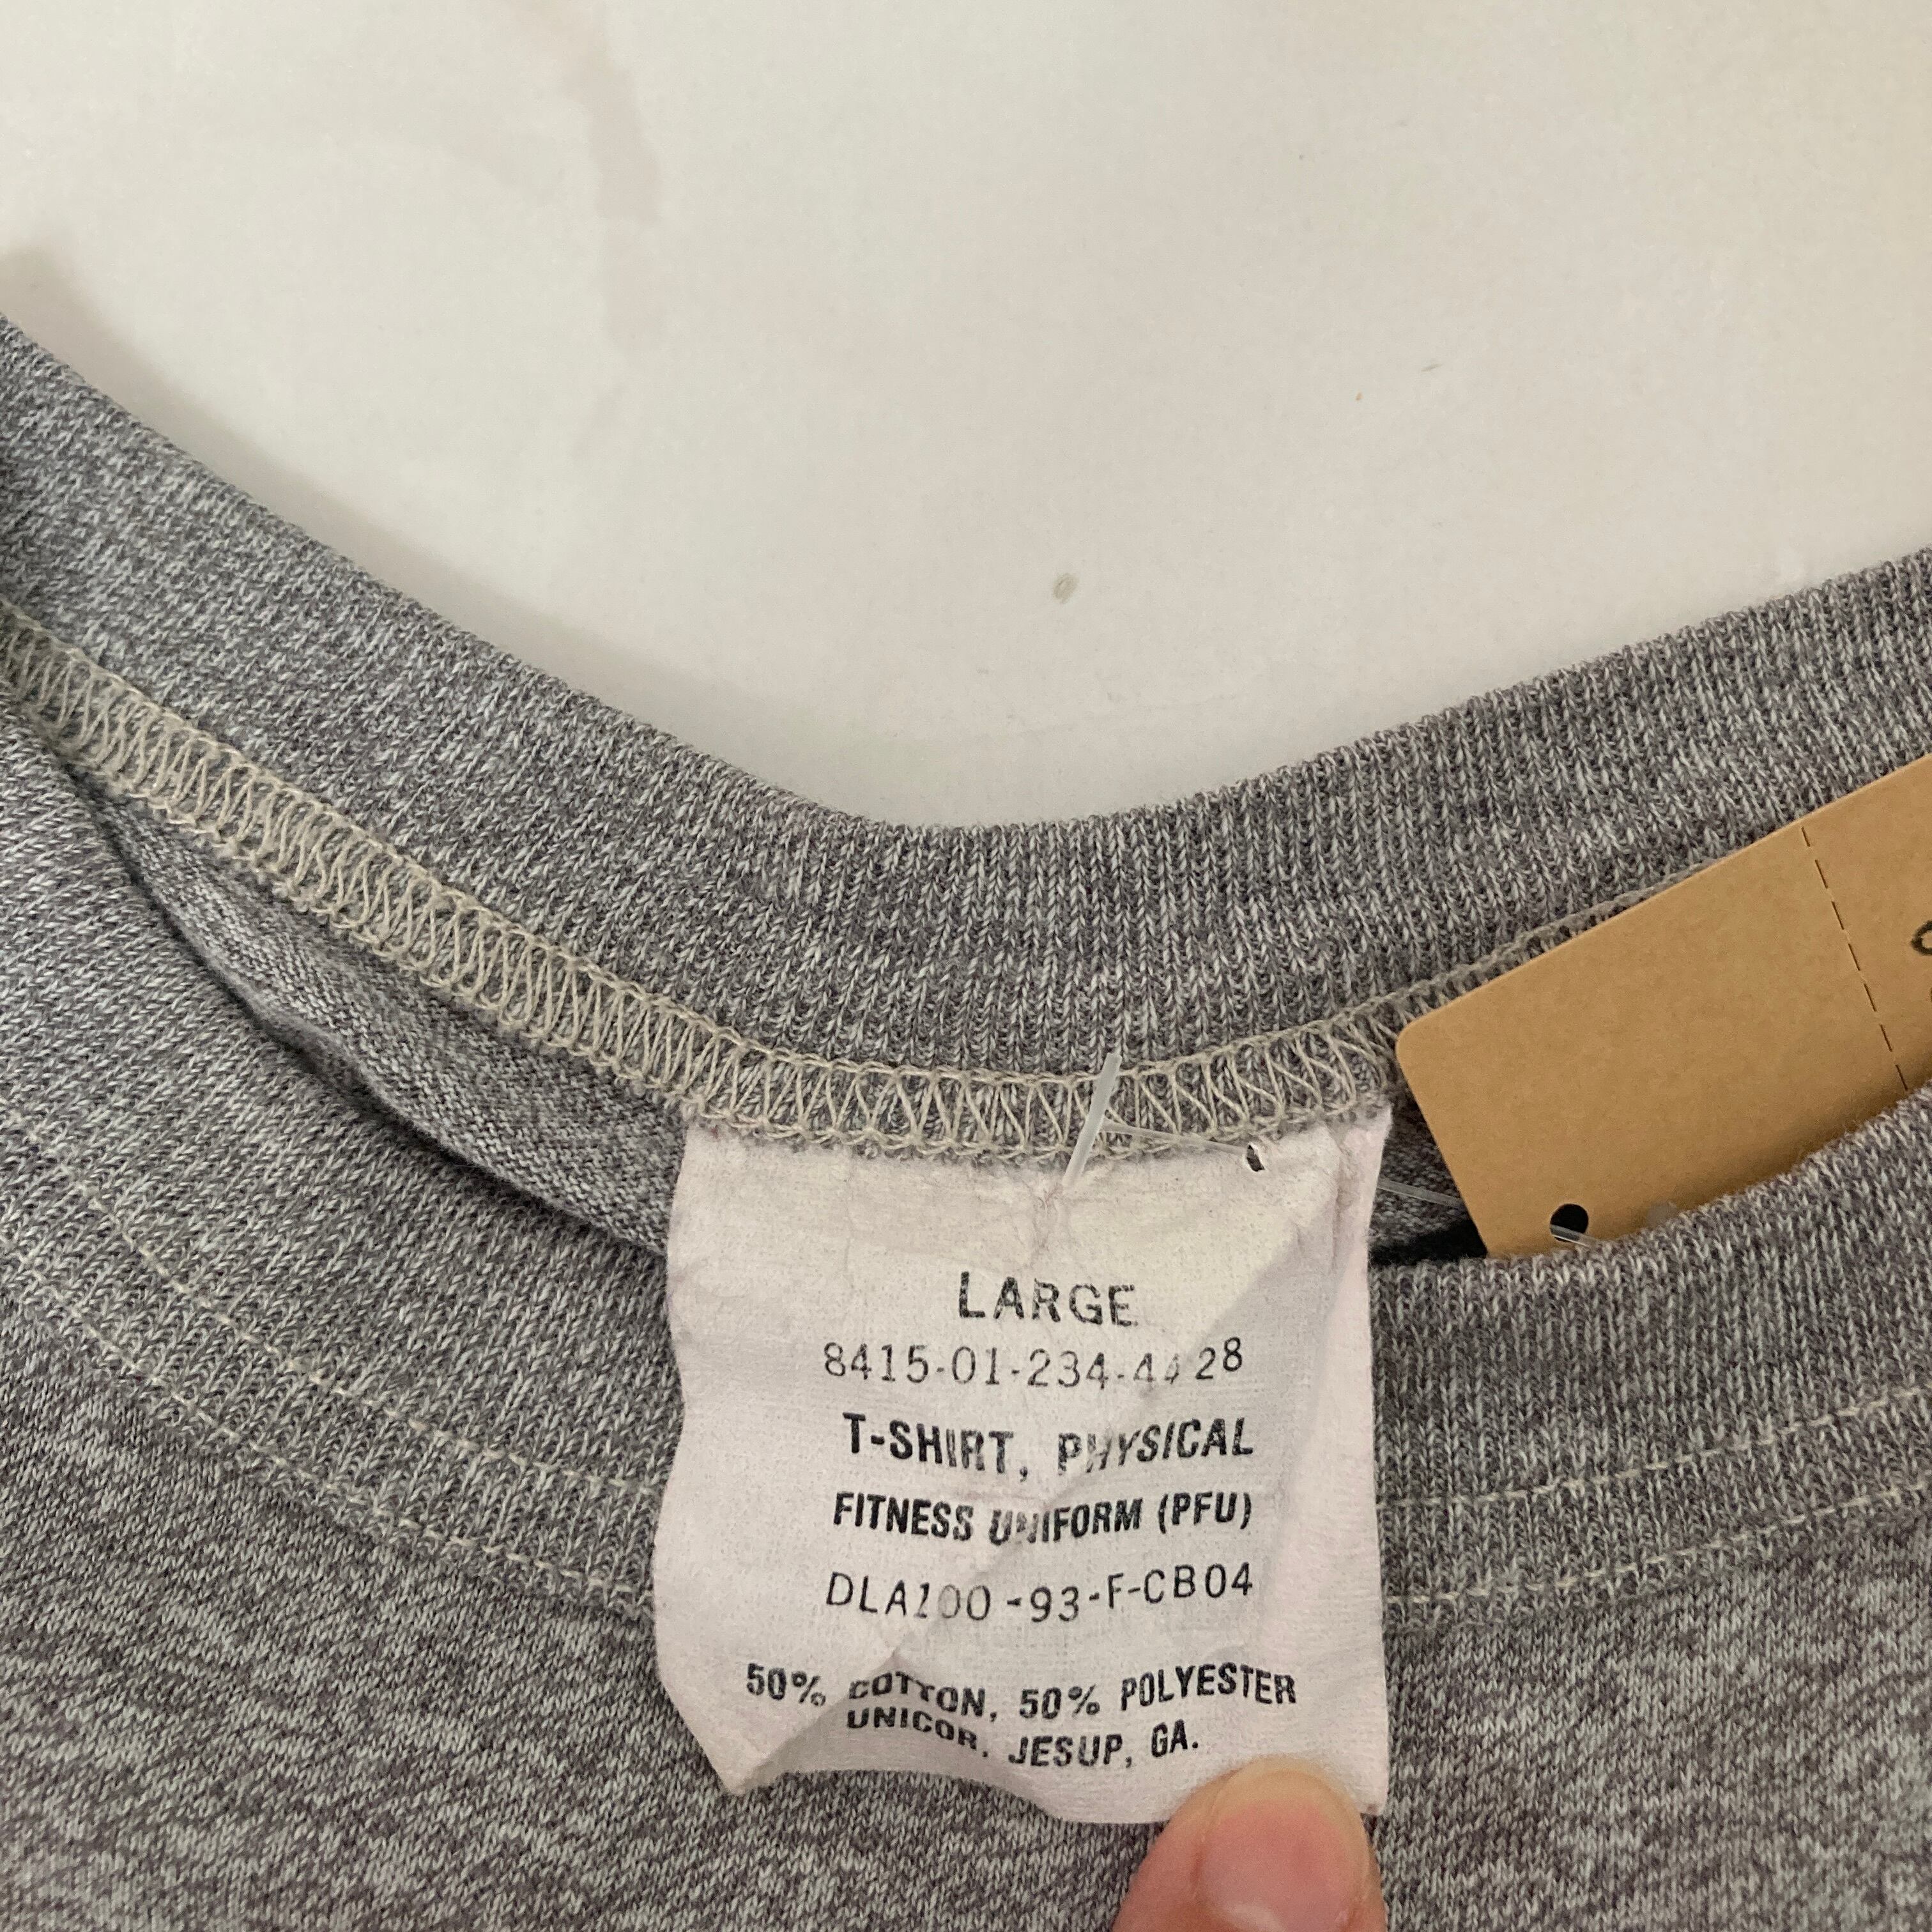 LARGE
8415-01-234-4428
T-SHIRT, PHYSICAL
FITNESS UNIFORM (PFU)
DLA100-93-F-CB04
50% COTTON, 50% POLYESTER
UNICOR, JESUP, GA.